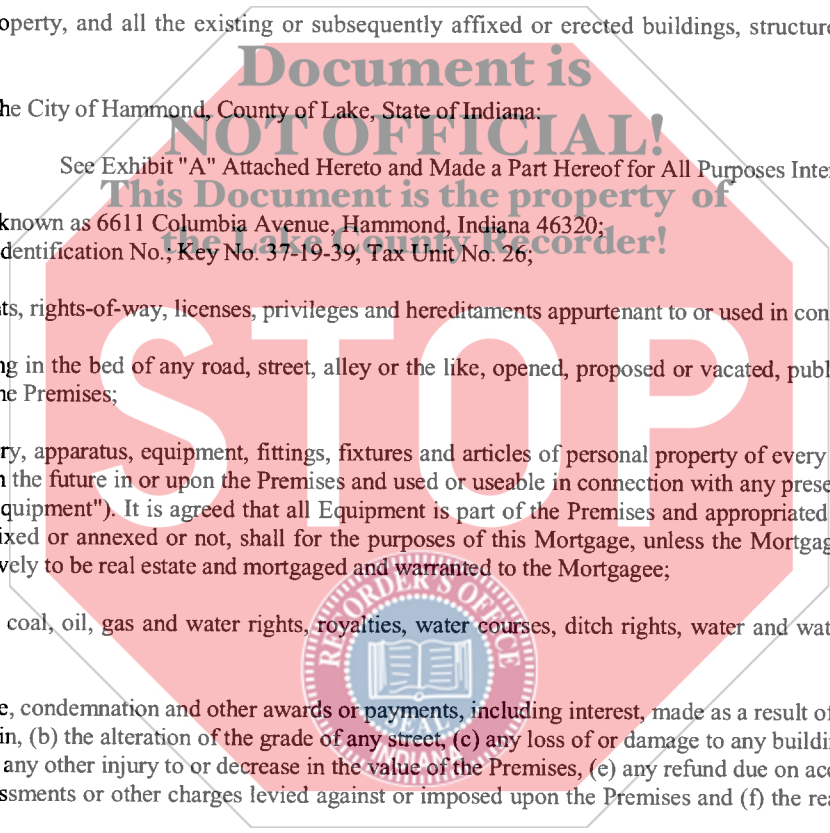 operty, and all the existing or subsequently affixed or erected buildings, structure
Document is
he City of Hammond, County of Lake, State of Indiana:
NOT OFFICIAL!
See Exhibit "A" Attached Hereto and Made a Part Hereof for All Purposes Inte
This Document is the property of
known as 6611 Columbia Avenue, Hammond, Indiana 46320;
the Lake County Recorder!
dentification No.; Key No. 37-19-39, Tax Unit No. 26;
ts, rights-of-way, licenses, privileges and hereditaments appurtenant to or used in con
STOP
ng in the bed of any road, street, alley or the like, opened, proposed or vacated, publ
he Premises;
ry, apparatus, equipment, fittings, fixtures and articles of personal property of every
n the future in or upon the Premises and used or useable in connection with any prese
quipment"). It is agreed that all Equipment is part of the Premises and appropriated
ixed or annexed or not, shall for the purposes of this Mortgage, unless the Mortgag
vely to be real estate and mortgaged and warranted to the Mortgagee;
RECORDER'S OFFICE
coal, oil, gas and water rights, royalties, water courses, ditch rights, water and wat
e, condemnation and other awards or payments, including interest, made as a result of
SEAL
in, (b) the alteration of the grade of any street, (c) any loss of or damage to any buildi
INDIANA
any other injury to or decrease in the value of the Premises, (e) any refund due on acc
ssments or other charges levied against or imposed upon the Premises and (f) the rea